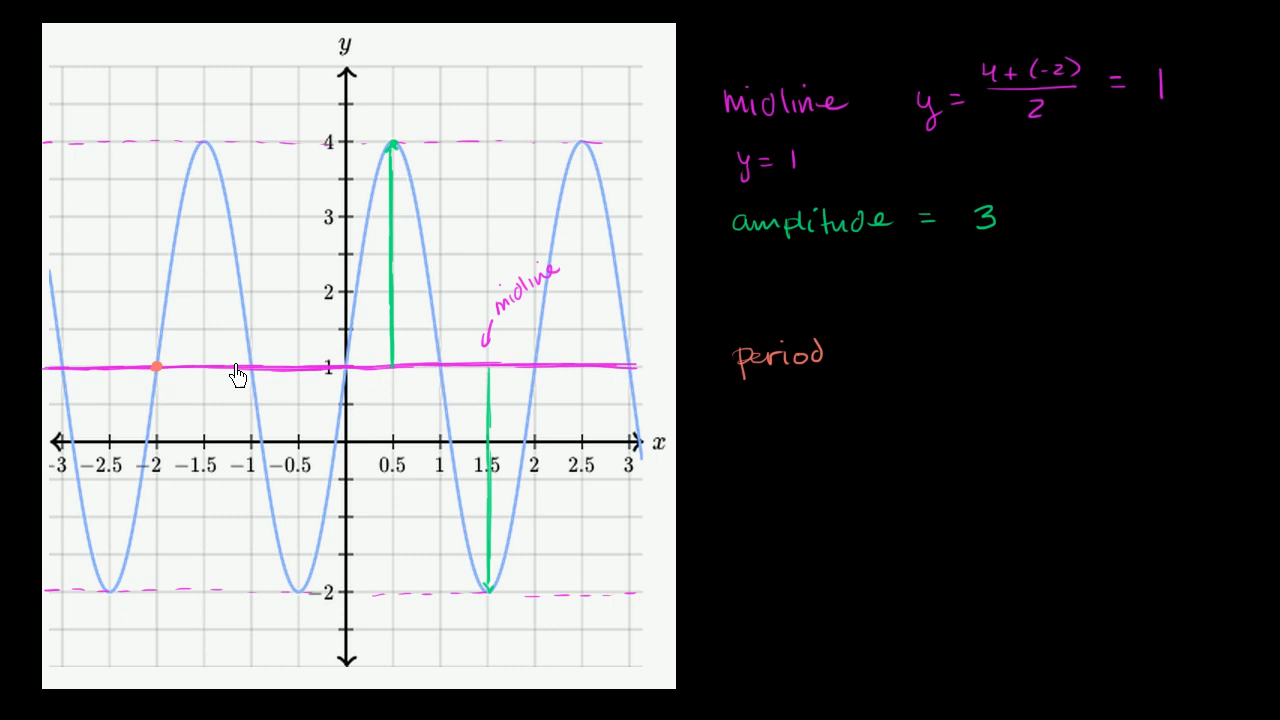 y
4
3
2
1
-2
-3 -2.5 -2 -1.5 -1 -0.5 0.5 1 1.5 2 2.5 3 x
midline
midline y = \frac{4+(-2)}{2} = 1
y = 1
amplitude = 3
period